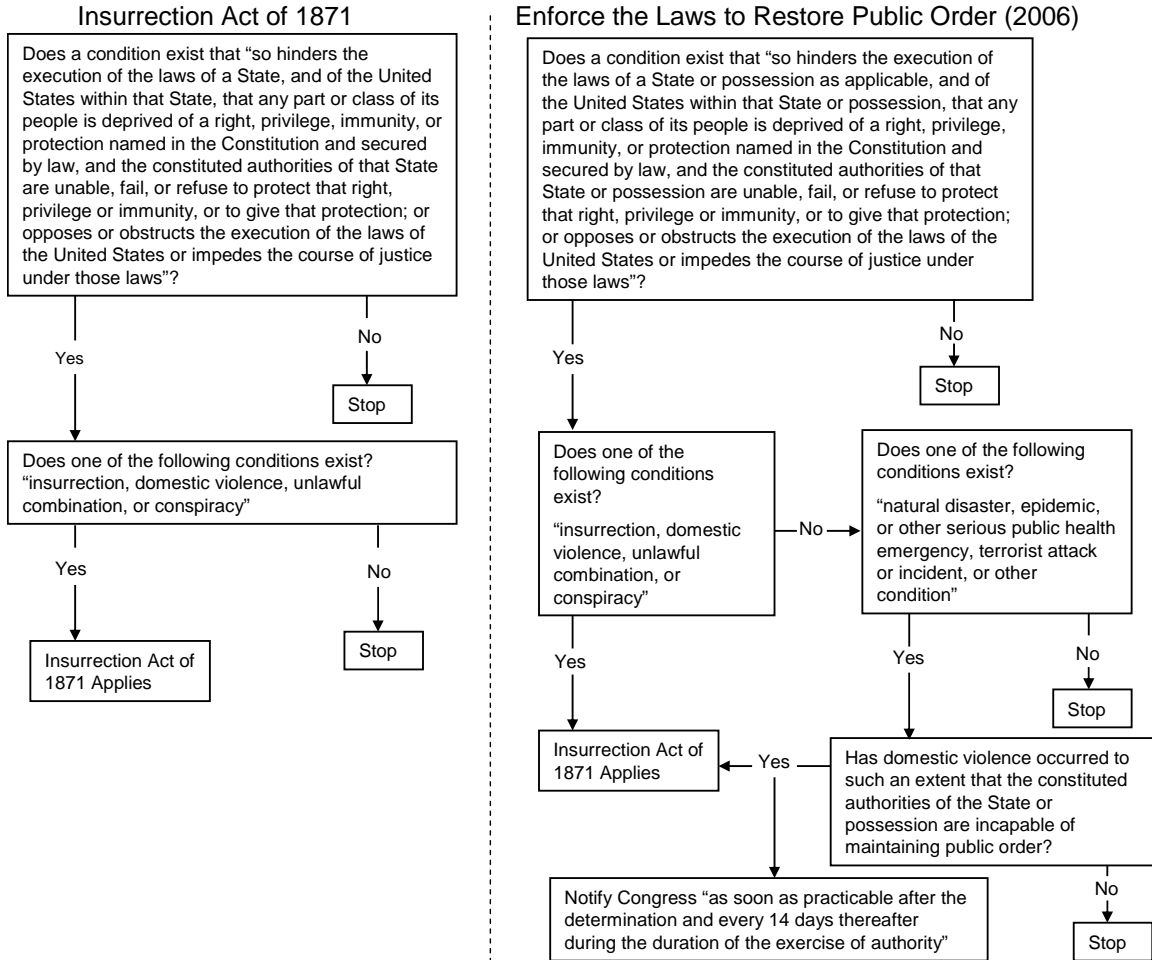 Insurrection Act of 1871
Does a condition exist that “so hinders the
execution of the laws of a State, and of the United
States within that State, that any part or class of its
people is deprived of a right, privilege, immunity, or
protection named in the Constitution and secured
by law, and the constituted authorities of that State
are unable, fail, or refuse to protect that right,
privilege or immunity, or to give that protection; or
opposes or obstructs the execution of the laws of
the United States or impedes the course of justice
under those laws”?
Yes
No
Stop
Does one of the following conditions exist?
“insurrection, domestic violence, unlawful
combination, or conspiracy”
Yes
No
Insurrection Act of
1871 Applies
Stop
Enforce the Laws to Restore Public Order (2006)
Does a condition exist that “so hinders the execution of
the laws of a State or possession as applicable, and of
the United States within that State or possession, that any
part or class of its people is deprived of a right, privilege,
immunity, or protection named in the Constitution and
secured by law, and the constituted authorities of that
State or possession are unable, fail, or refuse to protect
that right, privilege or immunity, or to give that protection;
or opposes or obstructs the execution of the laws of the
United States or impedes the course of justice under
those laws”?
Yes
No
Stop
Does one of the
following conditions
exist?
“insurrection, domestic
violence, unlawful
combination, or
conspiracy”
No
Does one of the following
conditions exist?
“natural disaster, epidemic,
or other serious public health
emergency, terrorist attack
or incident, or other
condition”
Yes
Yes
No
Stop
Insurrection Act of
1871 Applies
Yes
Has domestic violence occurred to
such an extent that the constituted
authorities of the State or
possession are incapable of
maintaining public order?
No
Stop
Notify Congress “as soon as practicable after the
determination and every 14 days thereafter
during the duration of the exercise of authority”